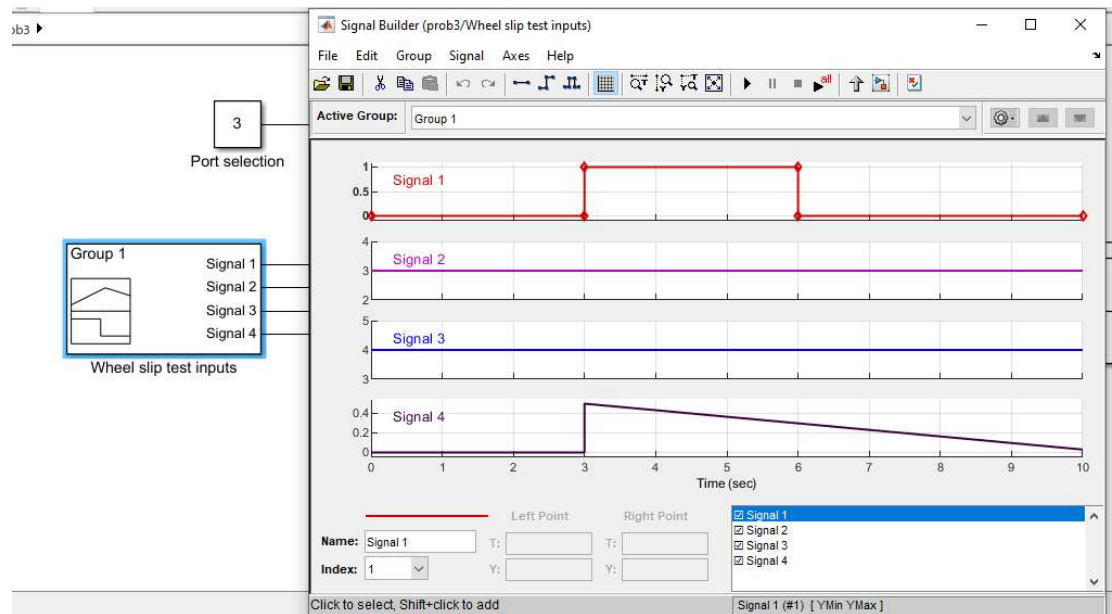 ob3
3
Port selection
Group 1
Signal 1
Signal 2
Signal 3
Signal 4
Wheel slip test inputs
Signal Builder (prob3/Wheel slip test inputs)
File Edit Group Signal Axes Help
all
Active Group: Group 1
1
0.5
0
Signal 1
4
3
2
Signal 2
5
4
3
Signal 3
0.4
0.2
0
Signal 4
0 1 2 3 4 5 6 7 8 9 10
Time (sec)
Left Point Right Point
Name: Signal 1 T: T:
Index: 1 Y: Y:
Signal 1
Signal 2
Signal 3
Signal 4
Click to select, Shift+click to add Signal 1 (#1) [ YMin YMax ]